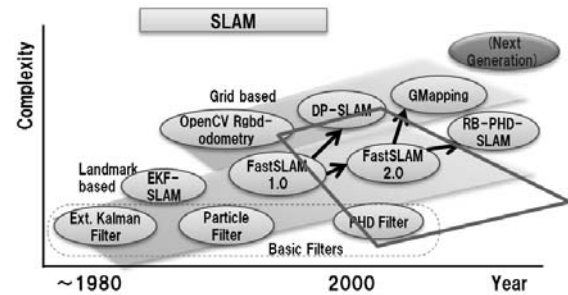 SLAM
(Next
Generation)
Complexity
Grid based
GMapping
DP-SLAM
OpenCV Rgbd-
odometry
RB-PHD-
SLAM
Landmark
based
EKF-
SLAM
FastSLAM
1.0
FastSLAM
2.0
Ext. Kalman
Filter
Particle
Filter
PHD Filter
Basic Filters
~1980
2000
Year